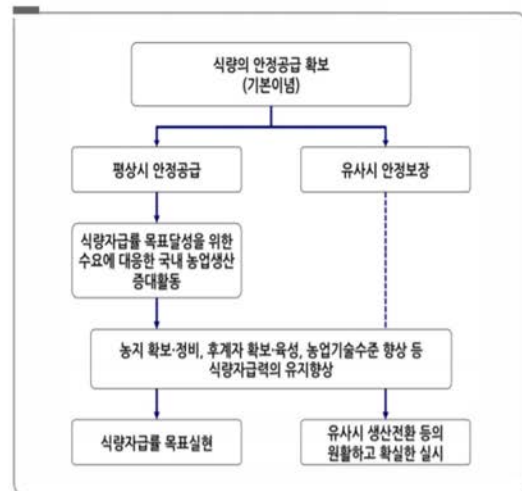 식량의 안정공급 확보
(기본이념)
평상시 안정공급
유사시 안정보장
식량자급률 목표달성을 위한
수요에 대응한 국내 농업생산
증대활동
농지 확보·정비, 후계자 확보·육성, 농업기술수준 향상 등
식량자급력의 유지향상
식량자급률 목표실현
유사시 생산전환 등의
원활하고 확실한 실시